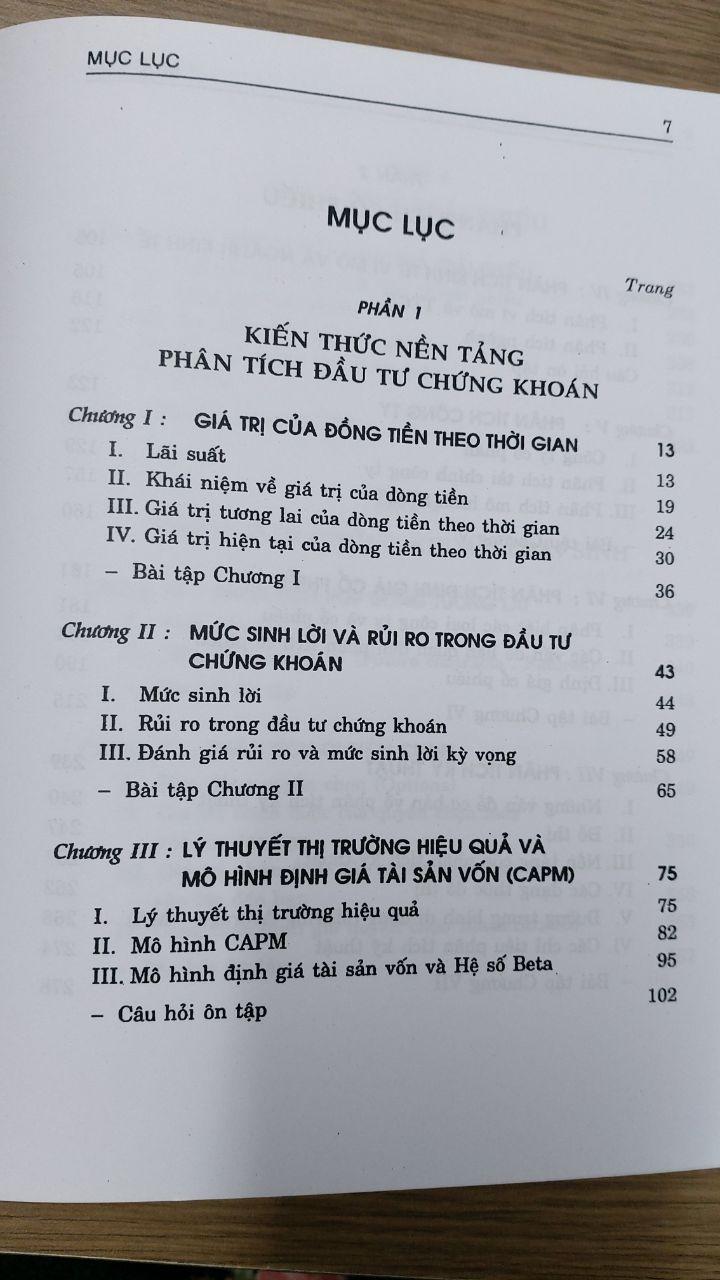 MỤC LỤC
7
MỤC LỤC
Trang
PHẦN 1
KIẾN THỨC NỀN TẢNG
PHÂN TÍCH ĐẦU TƯ CHỨNG KHOÁN
Chương I : GIÁ TRỊ CỦA ĐỒNG TIỀN THEO THỜI GIAN 13
I. Lãi suất 13
II. Khái niệm về giá trị của dòng tiền 19
III. Giá trị tương lai của dòng tiền theo thời gian 24
IV. Giá trị hiện tại của dòng tiền theo thời gian 30
– Bài tập Chương I 36
Chương II : MỨC SINH LỜI VÀ RỦI RO TRONG ĐẦU TƯ
CHỨNG KHOÁN 43
I. Mức sinh lời 44
II. Rủi ro trong đầu tư chứng khoán 49
III. Đánh giá rủi ro và mức sinh lời kỳ vọng 58
– Bài tập Chương II 65
Chương III : LÝ THUYẾT THỊ TRƯỜNG HIỆU QUẢ VÀ
MÔ HÌNH ĐỊNH GIÁ TÀI SẢN VỐN (CAPM) 75
I. Lý thuyết thị trường hiệu quả 75
II. Mô hình CAPM 82
III. Mô hình định giá tài sản vốn và Hệ số Beta 95
– Câu hỏi ôn tập 102